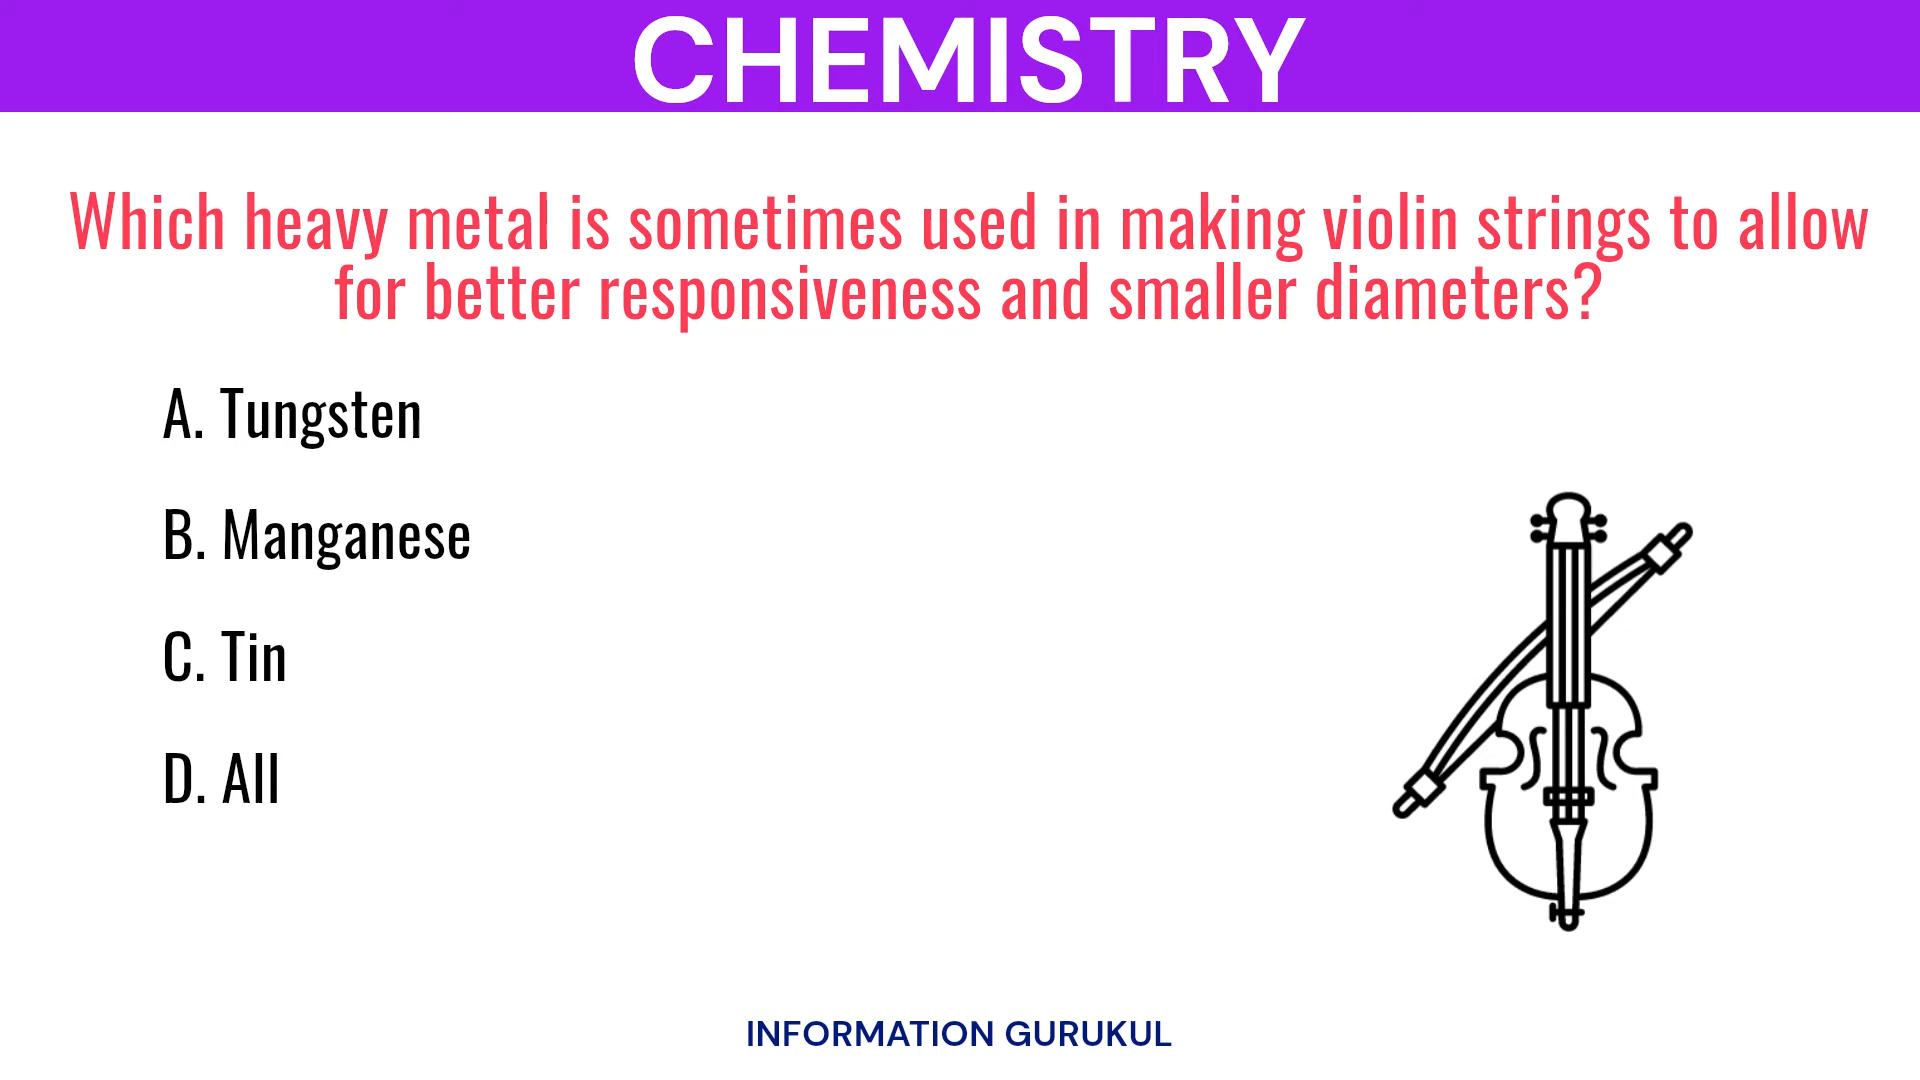 CHEMISTRY
Which heavy metal is sometimes used in making violin strings to allow
for better responsiveness and smaller diameters?
A. Tungsten
B. Manganese
C. Tin
D. All
INFORMATION GURUKUL